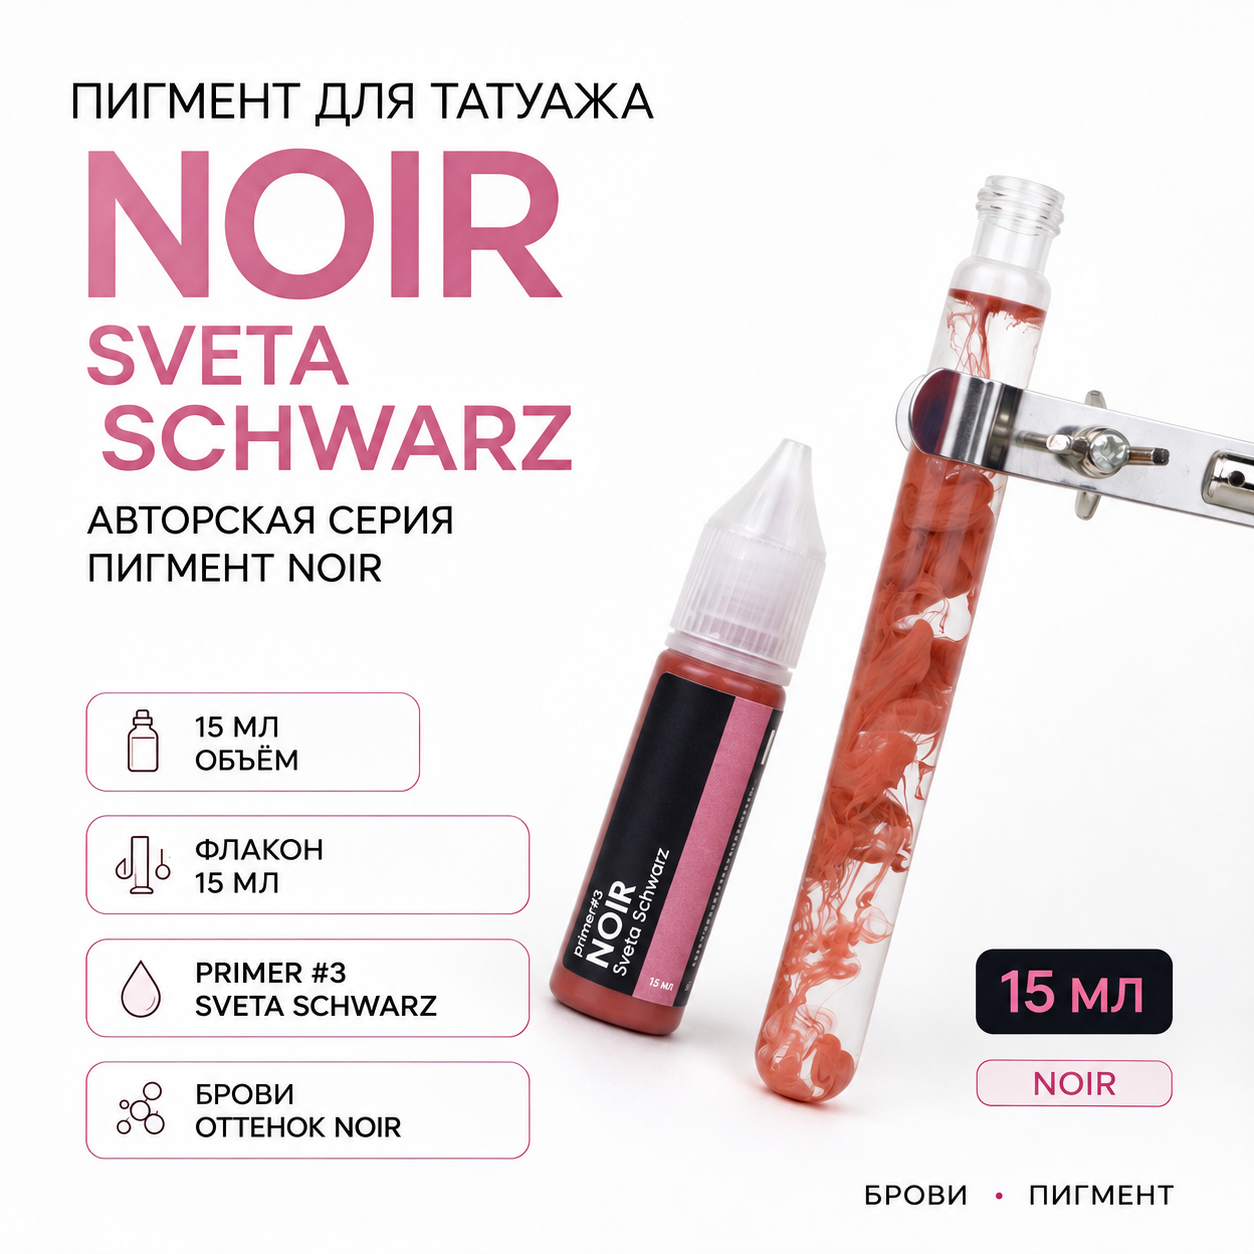 ПИГМЕНТ ДЛЯ ТАТУАЖА
NOIR
SVETA
SCHWARZ
АВТОРСКАЯ СЕРИЯ
ПИГМЕНТ NOIR
15 МЛ
ОБЪЁМ
ФЛАКОН
15 МЛ
PRIMER #3
SVETA SCHWARZ
БРОВИ
ОТТЕНОК NOIR
primer#3
NOIR
Sveta Schwarz
15 мл
15 мл
NOIR
БРОВИ • ПИГМЕНТ